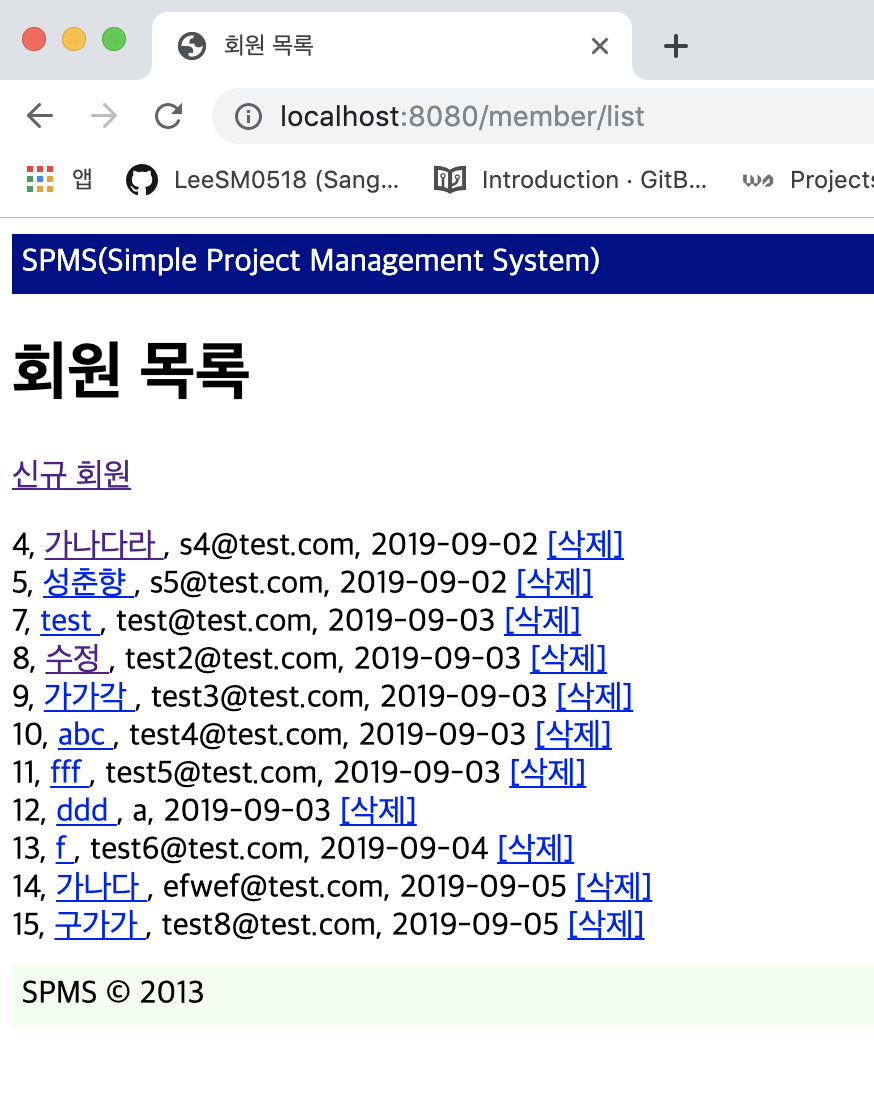 회원 목록
localhost:8080/member/list
앱 LeeSM0518 (Sang... Introduction · GitB... Projects
SPMS(Simple Project Management System)
회원 목록
신규 회원
4, 가나다라 , s4@test.com, 2019-09-02 [삭제]
5, 성춘향 , s5@test.com, 2019-09-02 [삭제]
7, test , test@test.com, 2019-09-03 [삭제]
8, 수정 , test2@test.com, 2019-09-03 [삭제]
9, 가가각 , test3@test.com, 2019-09-03 [삭제]
10, abc , test4@test.com, 2019-09-03 [삭제]
11, fff , test5@test.com, 2019-09-03 [삭제]
12, ddd , a, 2019-09-03 [삭제]
13, f , test6@test.com, 2019-09-04 [삭제]
14, 가나다 , efwef@test.com, 2019-09-05 [삭제]
15, 구가가 , test8@test.com, 2019-09-05 [삭제]
SPMS © 2013